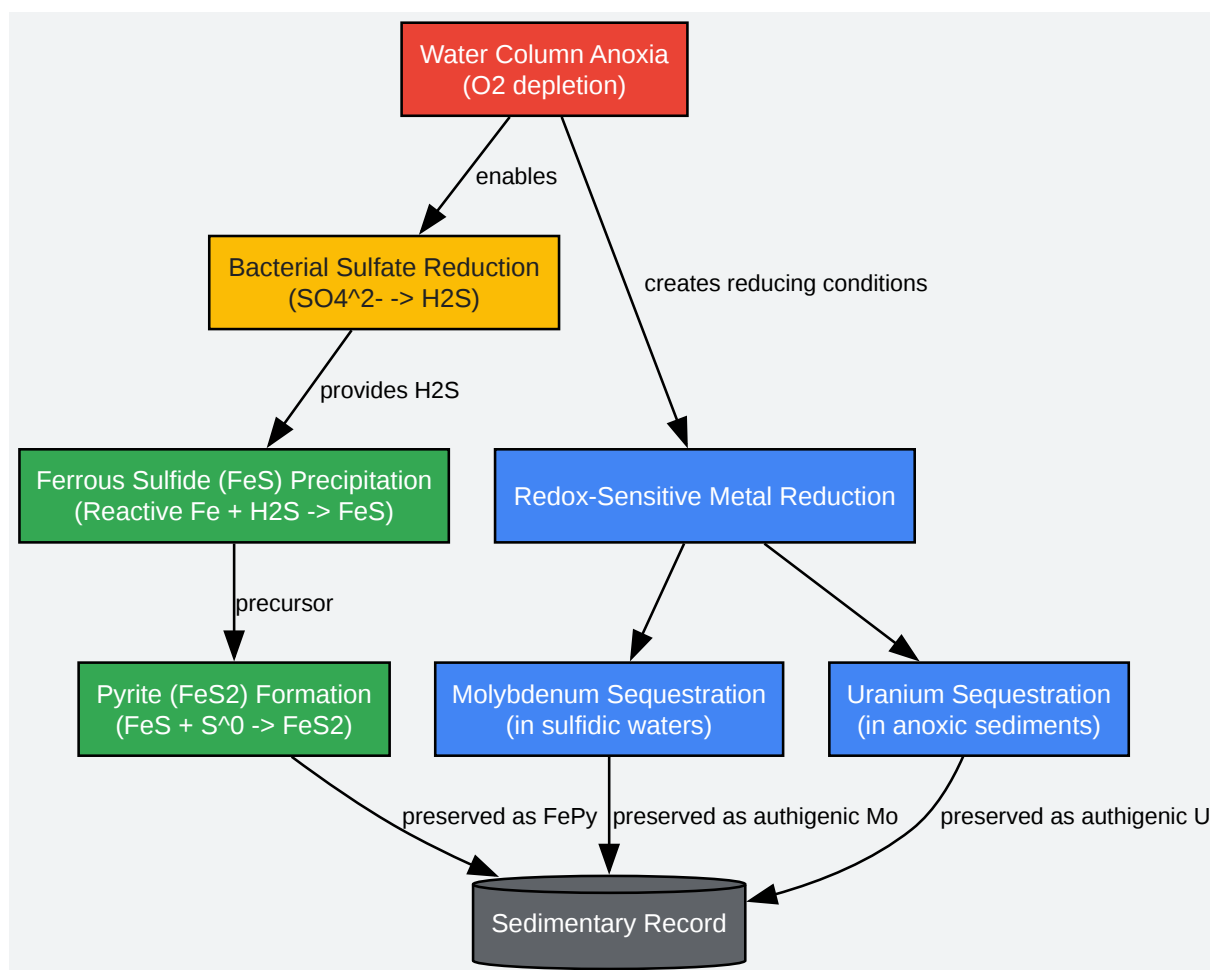 Water Column Anoxia
(O2 depletion)
enables
Bacterial Sulfate Reduction
(SO4^2- -> H2S)
creates reducing conditions
provides H2S
Ferrous Sulfide (FeS) Precipitation
(Reactive Fe + H2S -> FeS)
Redox-Sensitive Metal Reduction
precursor
Pyrite (FeS2) Formation
(FeS + S^0 -> FeS2)
Molybdenum Sequestration
(in sulfidic waters)
Uranium Sequestration
(in anoxic sediments)
preserved as FePy
preserved as authigenic Mo
preserved as authigenic U
Sedimentary Record